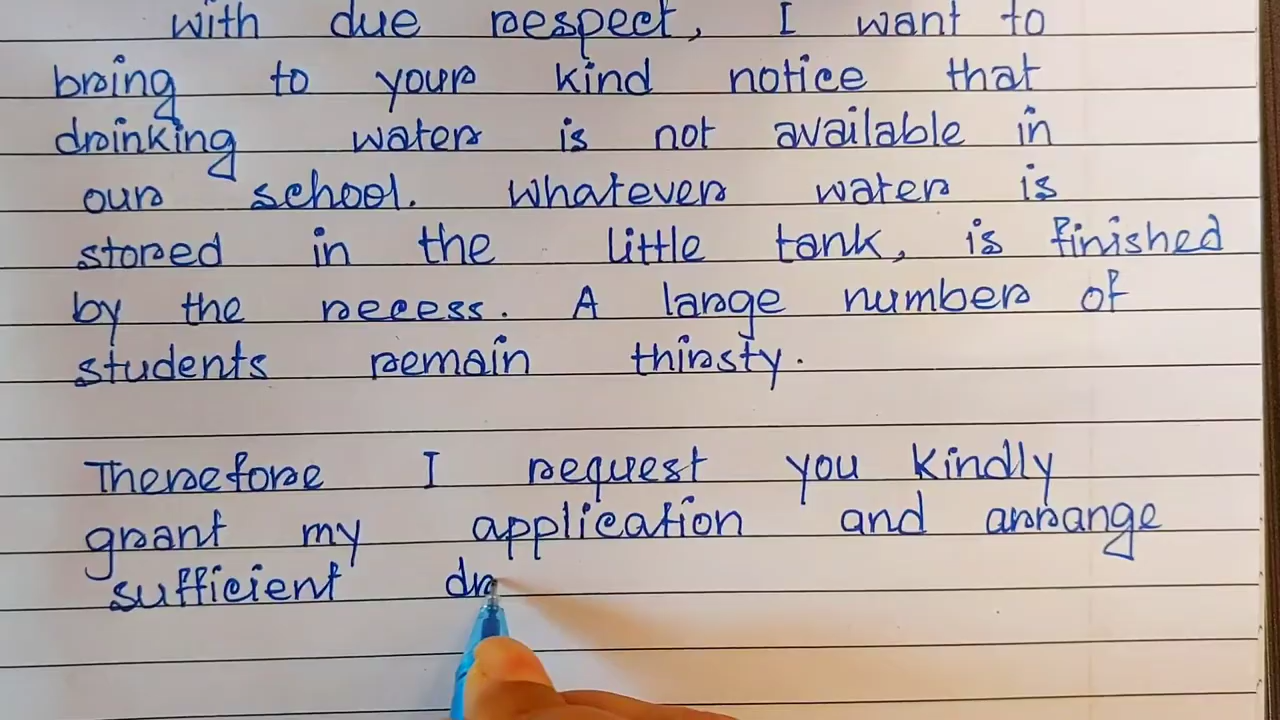 with due respect, I want to
bring to your kind notice that
drinking water is not available in
our school. Whatever water is
stored in the little tank, is finished
by the recess. A large number of
students remain thirsty.
Therefore I request you kindly
grant my application and arrange
sufficient dr